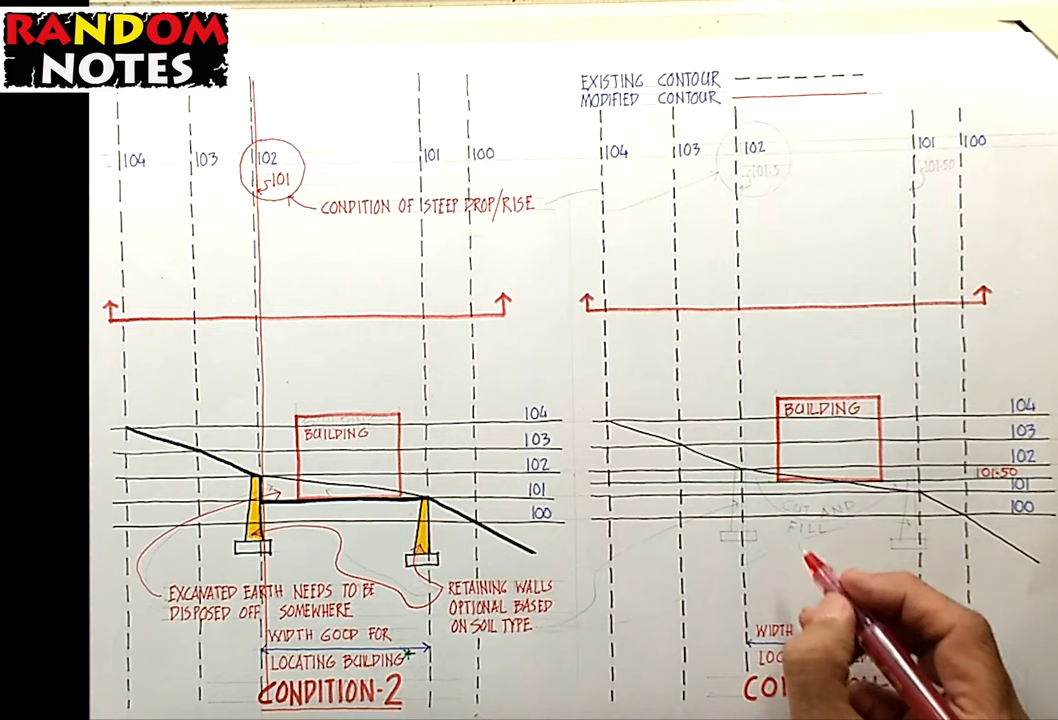 RANDOM
NOTES
EXISTING CONTOUR
MODIFIED CONTOUR
104
103
102
101
101
100
CONDITION OF STEEP DROP/RISE
104
103
102
101.5
101
100
101.50
BUILDING
104
103
102
101
100
BUILDING
104
103
102
101.50
101
100
CUT AND
FILL
EXCANATED EARTH NEEDS TO BE
DISPOSED OFF SOMEWHERE
RETAINING WALLS
OPTIONAL BASED
ON SOIL TYPE
WIDTH GOOD FOR
LOCATING BUILDING*
CONDITION-2
WIDTH